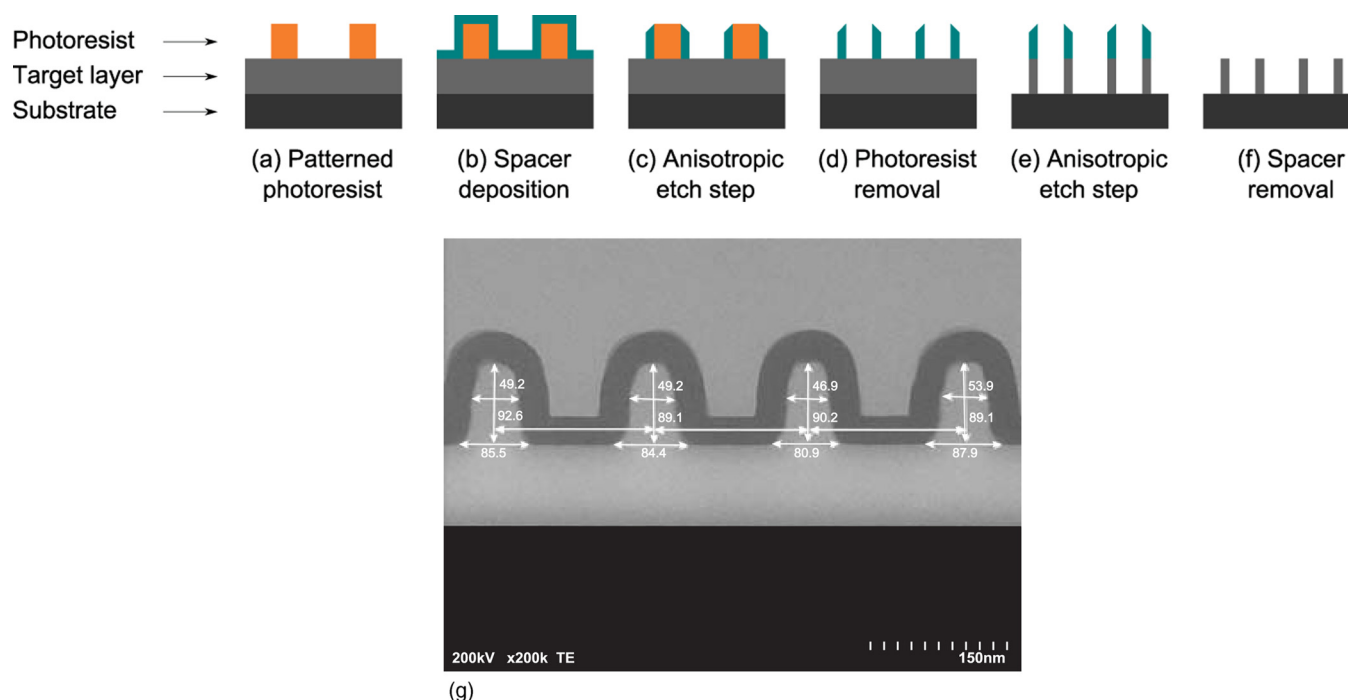 Photoresist
Target layer
Substrate
(a) Patterned
photoresist
(b) Spacer
deposition
(c) Anisotropic
etch step
(d) Photoresist
removal
(e) Anisotropic
etch step
(f) Spacer
removal
49.2 49.2 46.9 53.9
92.6 89.1 90.2 89.1
85.5 84.4 80.9 87.9
200kV x200k TE 150nm
(g)